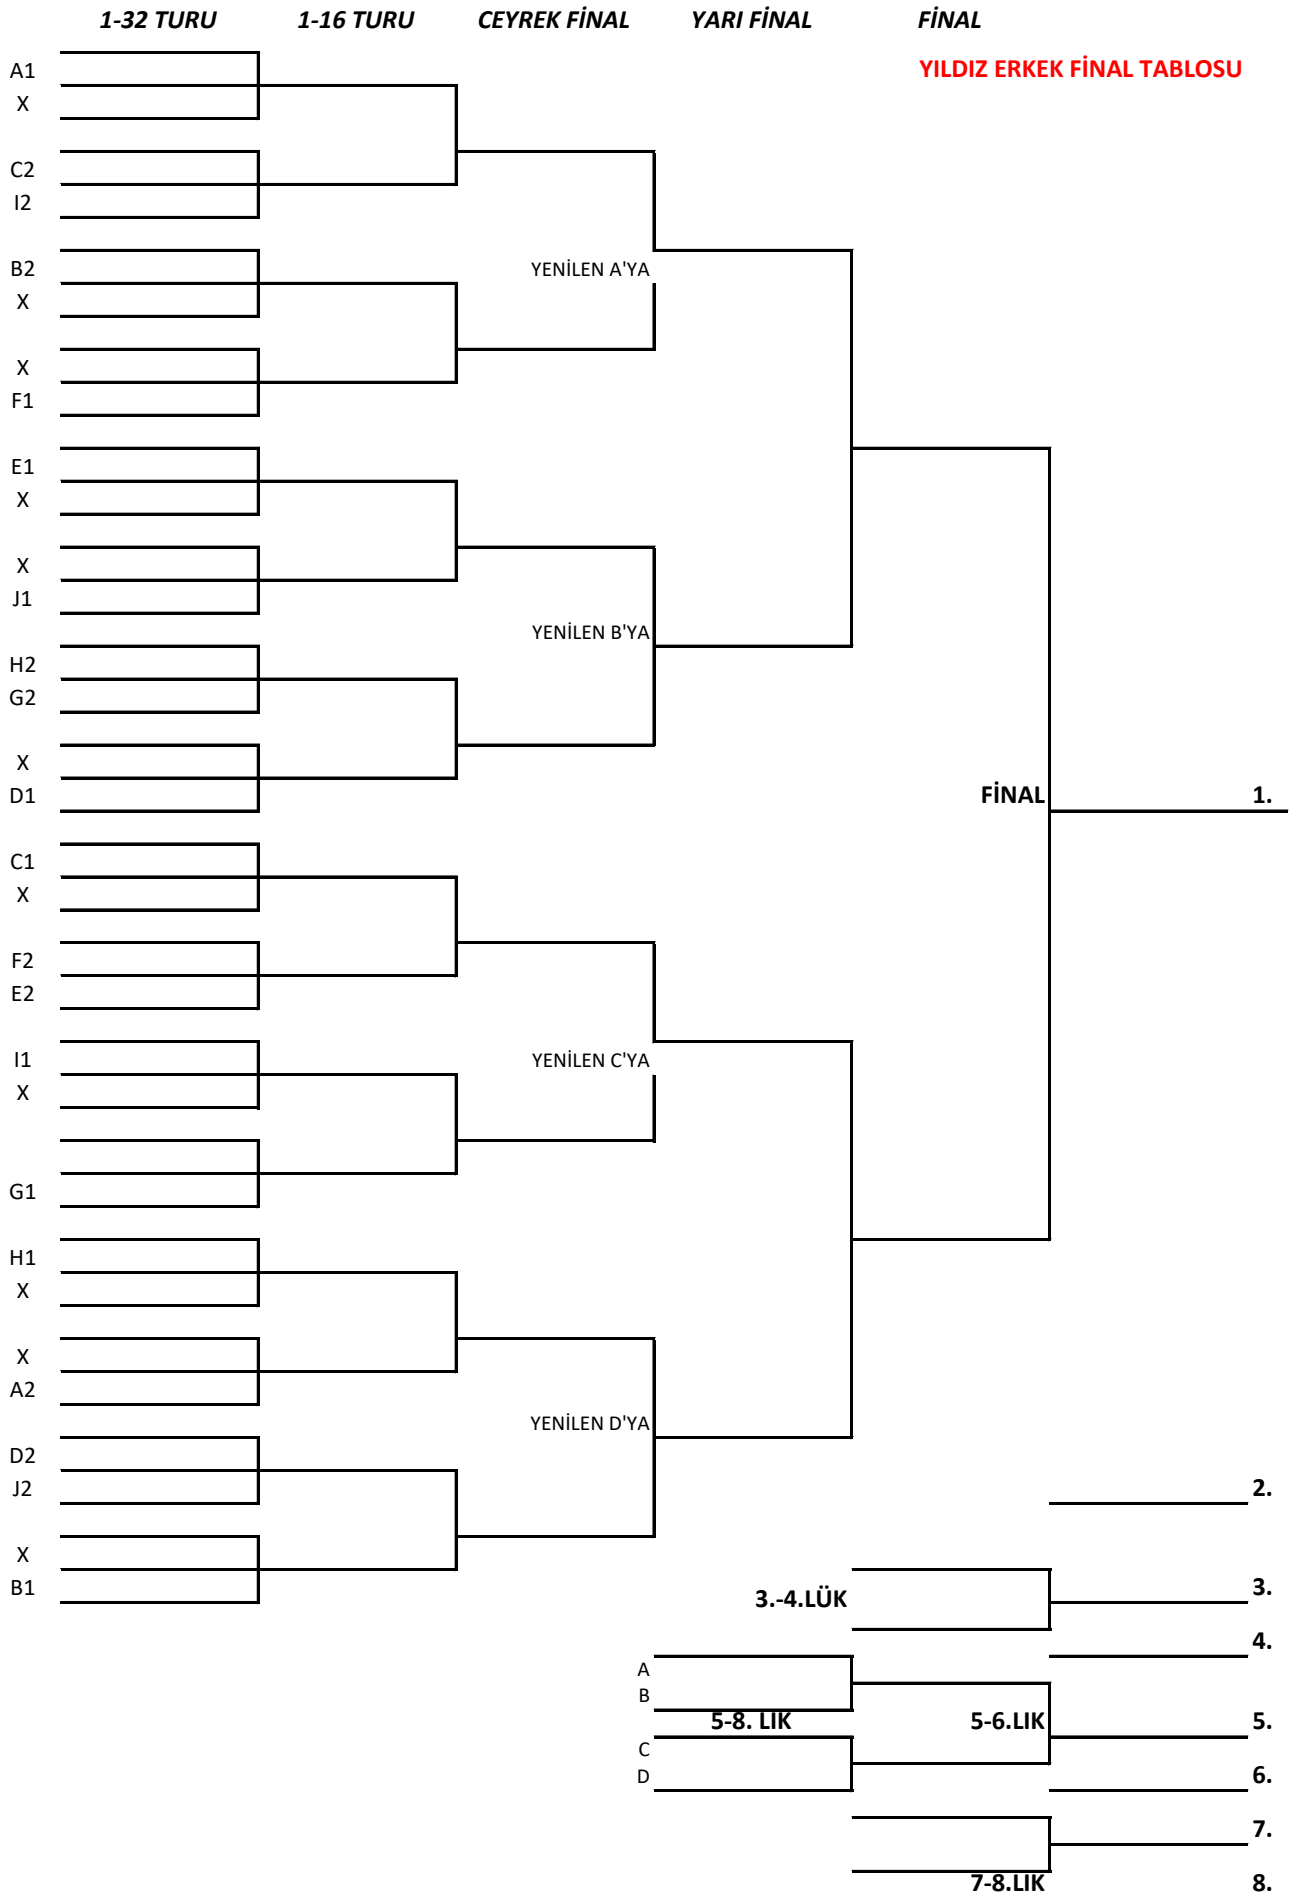 1-32 TURU 1-16 TURU CEYREK FİNAL YARI FİNAL FİNAL
YILDIZ ERKEK FİNAL TABLOSU
A1
X
C2
I2
B2
YENİLEN A'YA
X
X
F1
E1
X
X
J1
YENİLEN B'YA
H2
G2
X
D1
FİNAL 1.
C1
X
F2
E2
I1
YENİLEN C'YA
X
G1
H1
X
X
A2
YENİLEN D'YA
D2
J2
2.
X
B1
3.-4.LÜK 3.
4.
A
B
5-8. LIK 5-6.LIK 5.
C
D
6.
7.
7-8.LIK 8.